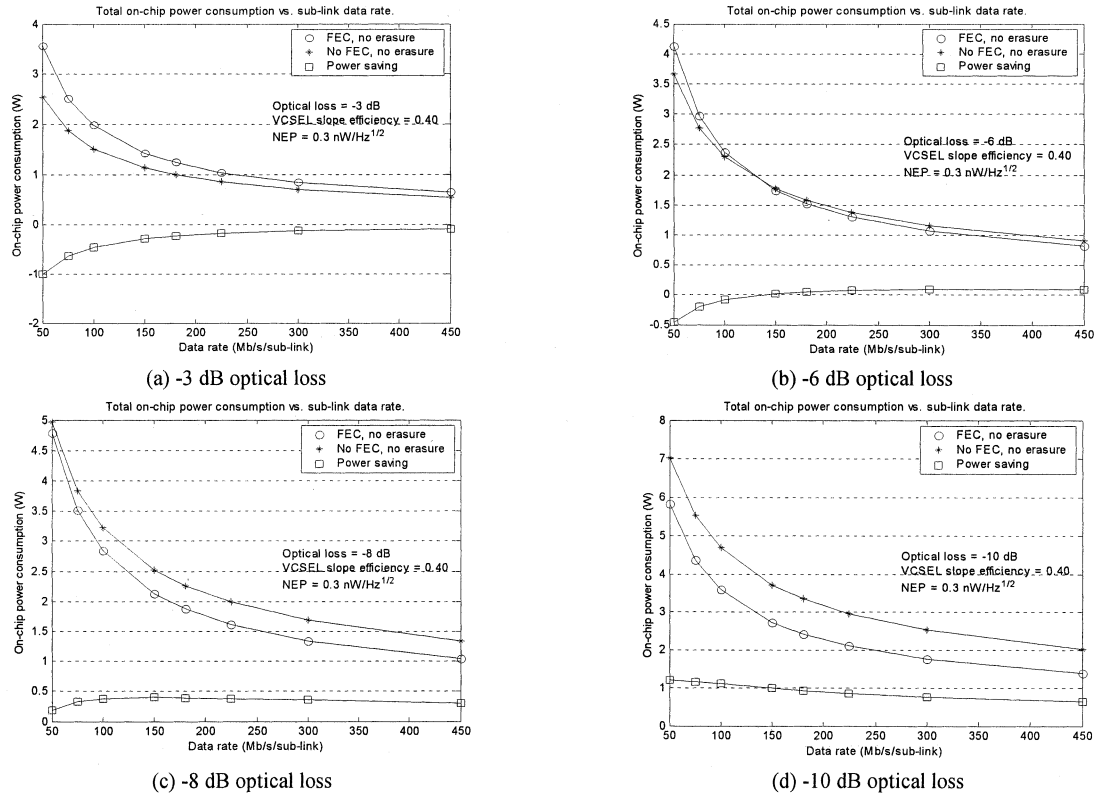 Total on-chip power consumption vs. sub-link data rate.
On-chip power consumption (W)
4
3
2
1
0
-1
-2
FEC, no erasure
No FEC, no erasure
Power saving
Optical loss = -3 dB
VCSEL slope efficiency = 0.40
NEP = 0.3 nW/Hz1/2
50 100 150 200 250 300 350 400 450
Data rate (Mb/s/sub-link)
(a) -3 dB optical loss
Total on-chip power consumption vs. sub-link data rate.
On-chip power consumption (W)
4.5
4
3.5
3
2.5
2
1.5
1
0.5
0
-0.5
FEC, no erasure
No FEC, no erasure
Power saving
Optical loss = -6 dB
VCSEL slope efficiency = 0.40
NEP = 0.3 nW/Hz1/2
50 100 150 200 250 300 350 400 450
Data rate (Mb/s/sub-link)
(b) -6 dB optical loss
Total on-chip power consumption vs. sub-link data rate.
On-chip power consumption (W)
5
4.5
4
3.5
3
2.5
2
1.5
1
0.5
0
FEC, no erasure
No FEC, no erasure
Power saving
Optical loss = -8 dB
VCSEL slope efficiency = 0.40
NEP = 0.3 nW/Hz1/2
50 100 150 200 250 300 350 400 450
Data rate (Mb/s/sub-link)
(c) -8 dB optical loss
Total on-chip power consumption vs. sub-link data rate.
On-chip power consumption (W)
8
7
6
5
4
3
2
1
0
FEC, no erasure
No FEC, no erasure
Power saving
Optical loss = -10 dB
VCSEL slope efficiency = 0.40
NEP = 0.3 nW/Hz1/2
50 100 150 200 250 300 350 400 450
Data rate (Mb/s/sub-link)
(d) -10 dB optical loss